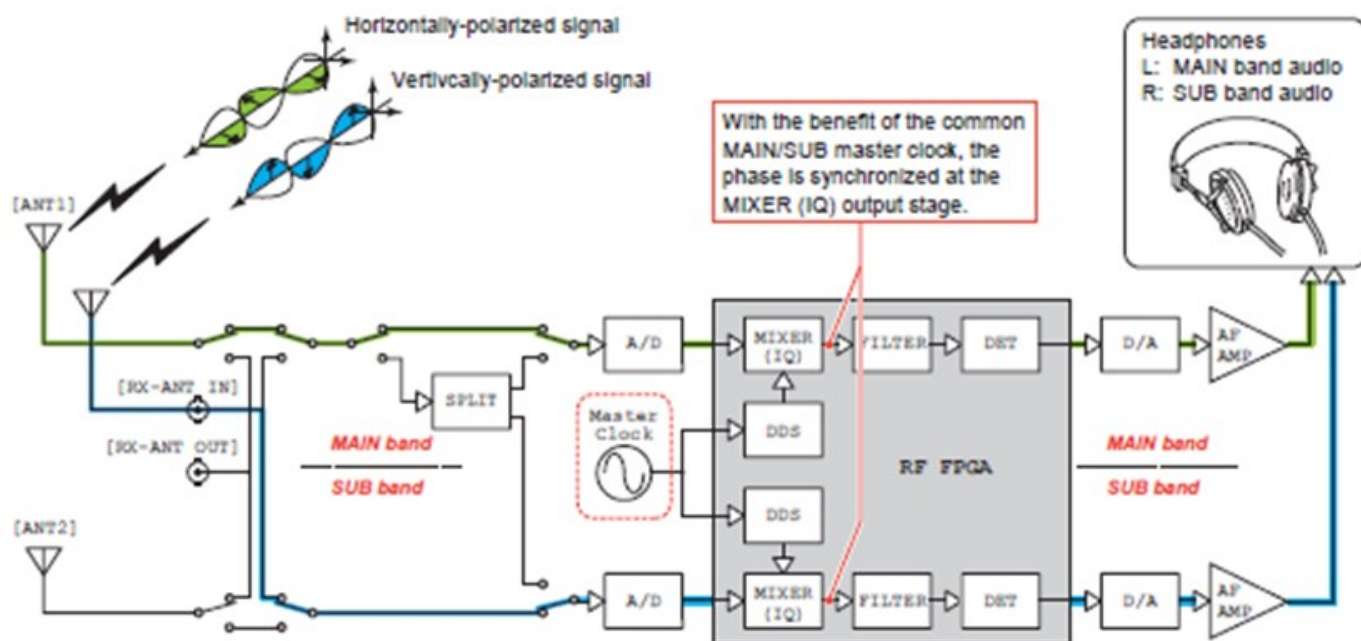 Horizontally-polarized signal
Vertivcally-polarized signal
Headphones
L: MAIN band audio
R: SUB band audio
With the benefit of the common
MAIN/SUB master clock, the
phase is synchronized at the
MIXER (IQ) output stage.
[ANT1]
A/D
MIXER
(IQ)
FILTER
DET
D/A
AF
AMP
[RX-ANT IN]
SPLIT
Master
Clock
DDS
[RX-ANT OUT]
MAIN band
SUB band
RF FPGA
MAIN band
SUB band
DDS
[ANT2]
A/D
MIXER
(IQ)
FILTER
DET
D/A
AF
AMP